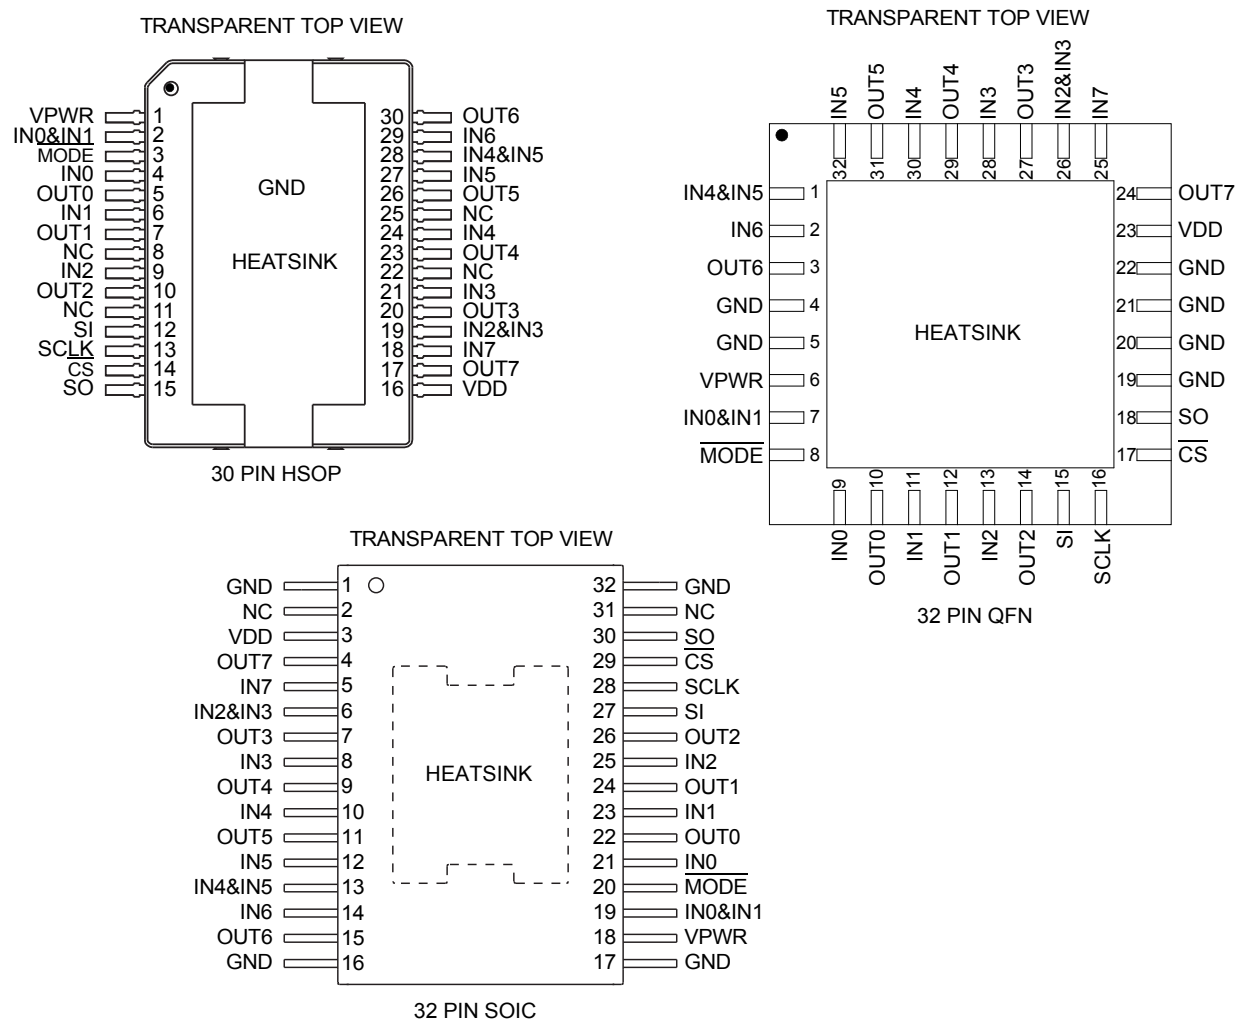 TRANSPARENT TOP VIEW
VPWR 1
IN0&IN1 2
MODE 3
IN0 4
OUT0 5
IN1 6
OUT1 7
NC 8
IN2 9
OUT2 10
NC 11
SI 12
SCLK 13
CS 14
SO 15
GND
HEATSINK
30 OUT6
29 IN6
28 IN4&IN5
27 IN5
26 OUT5
25 NC
24 IN4
23 OUT4
22 NC
21 IN3
20 OUT3
19 IN2&IN3
18 IN7
17 OUT7
16 VDD
30 PIN HSOP
TRANSPARENT TOP VIEW
IN5 OUT5 IN4 OUT4 IN3 OUT3 IN2&IN3 IN7
32 31 30 29 28 27 26 25
IN4&IN5 1
IN6 2
OUT6 3
GND 4
GND 5
VPWR 6
IN0&IN1 7
MODE 8
HEATSINK
24 OUT7
23 VDD
22 GND
21 GND
20 GND
19 GND
18 SO
17 CS
9 10 11 12 13 14 15 16
IN0 OUT0 IN1 OUT1 IN2 OUT2 SI SCLK
32 PIN QFN
TRANSPARENT TOP VIEW
GND 1
NC 2
VDD 3
OUT7 4
IN7 5
IN2&IN3 6
OUT3 7
IN3 8
OUT4 9
IN4 10
OUT5 11
IN5 12
IN4&IN5 13
IN6 14
OUT6 15
GND 16
HEATSINK
32 GND
31 NC
30 SO
29 CS
28 SCLK
27 SI
26 OUT2
25 IN2
24 OUT1
23 IN1
22 OUT0
21 IN0
20 MODE
19 IN0&IN1
18 VPWR
17 GND
32 PIN SOIC